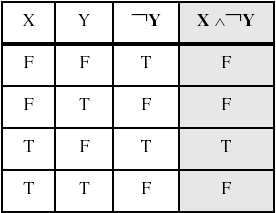 X Y ¬Y X ∧¬Y
F F T F
F T F F
T F T T
T T F F